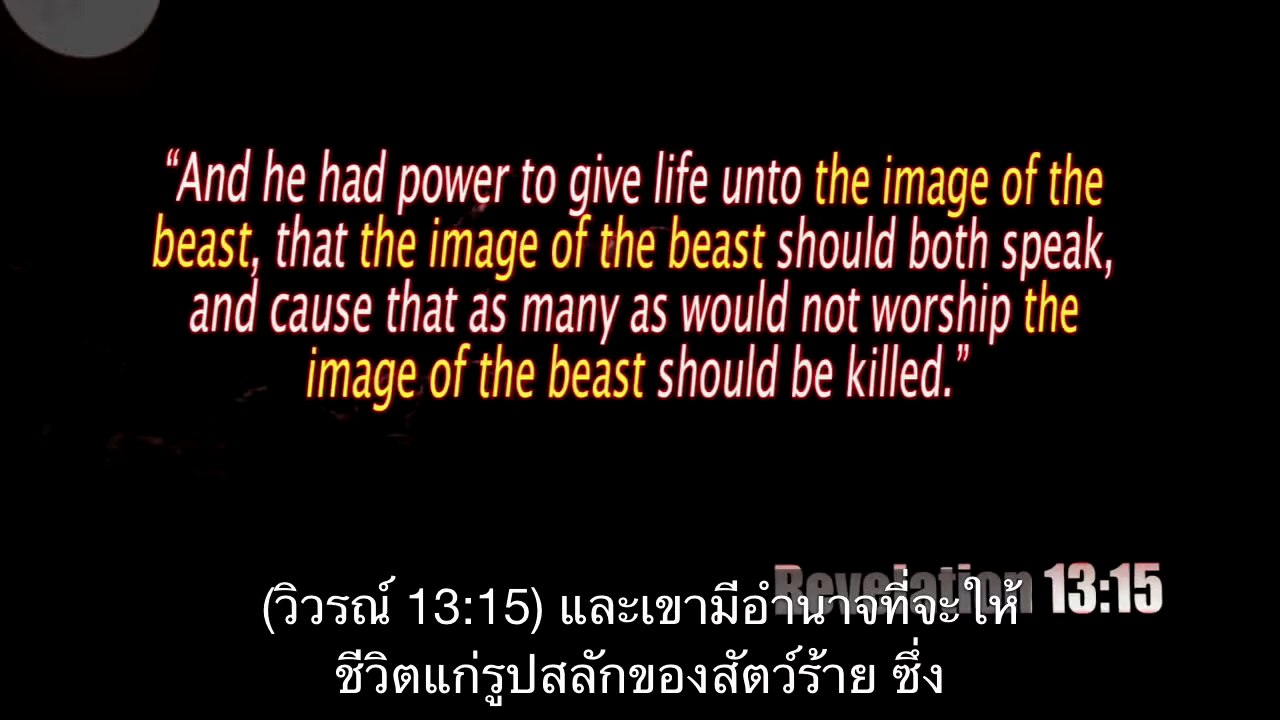 “And he had power to give life unto the image of the
beast, that the image of the beast should both speak,
and cause that as many as would not worship the
image of the beast should be killed.”
Revelation 13:15
(วิวรณ์ 13:15) และเขามีอำนาจที่จะให้
ชีวิตแก่รูปสลักของสัตว์ร้าย ซึ่ง